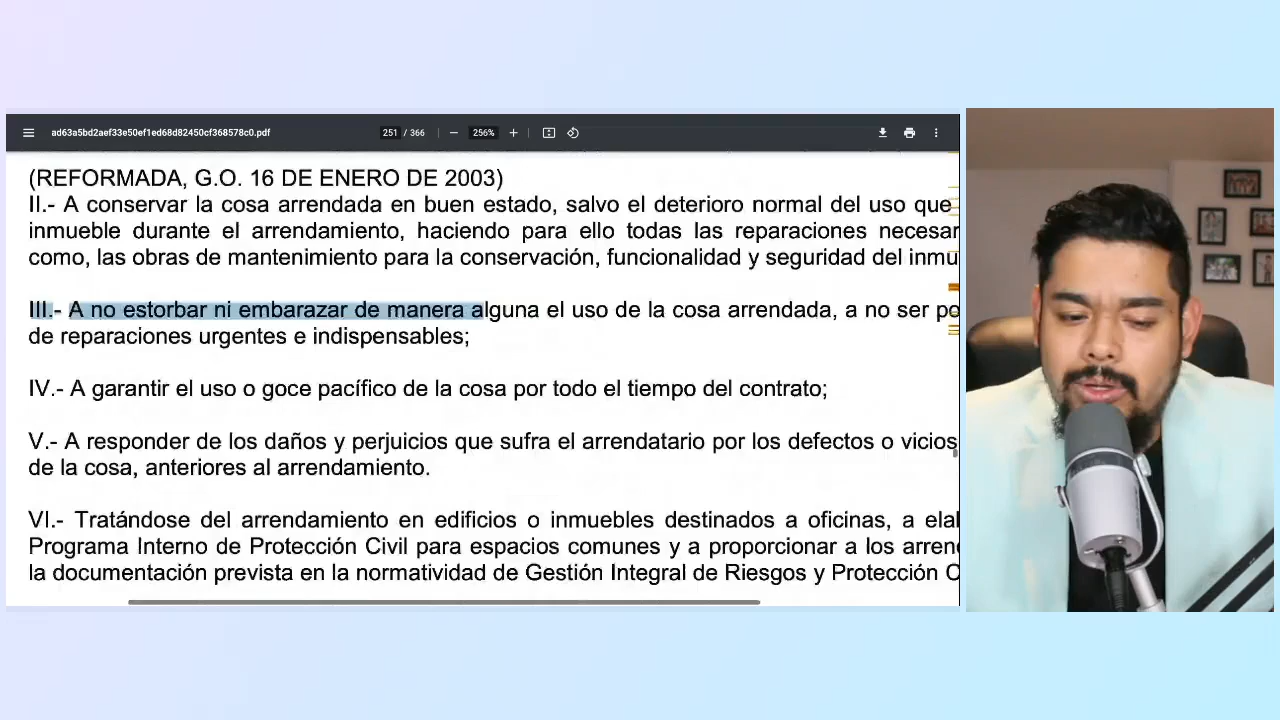 ad63a5bd2aef33e50ef1ed68d82450cf368578c0.pdf
251 / 366
256%
(REFORMADA, G.O. 16 DE ENERO DE 2003)
II.- A conservar la cosa arrendada en buen estado, salvo el deterioro normal del uso que
inmueble durante el arrendamiento, haciendo para ello todas las reparaciones necesar
como, las obras de mantenimiento para la conservación, funcionalidad y seguridad del inmu
III.- A no estorbar ni embarazar de manera alguna el uso de la cosa arrendada, a no ser po
de reparaciones urgentes e indispensables;
IV.- A garantir el uso o goce pacífico de la cosa por todo el tiempo del contrato;
V.- A responder de los daños y perjuicios que sufra el arrendatario por los defectos o vicios
de la cosa, anteriores al arrendamiento.
VI.- Tratándose del arrendamiento en edificios o inmuebles destinados a oficinas, a ela
Programa Interno de Protección Civil para espacios comunes y a proporcionar a los arren
la documentación prevista en la normatividad de Gestión Integral de Riesgos y Protección C